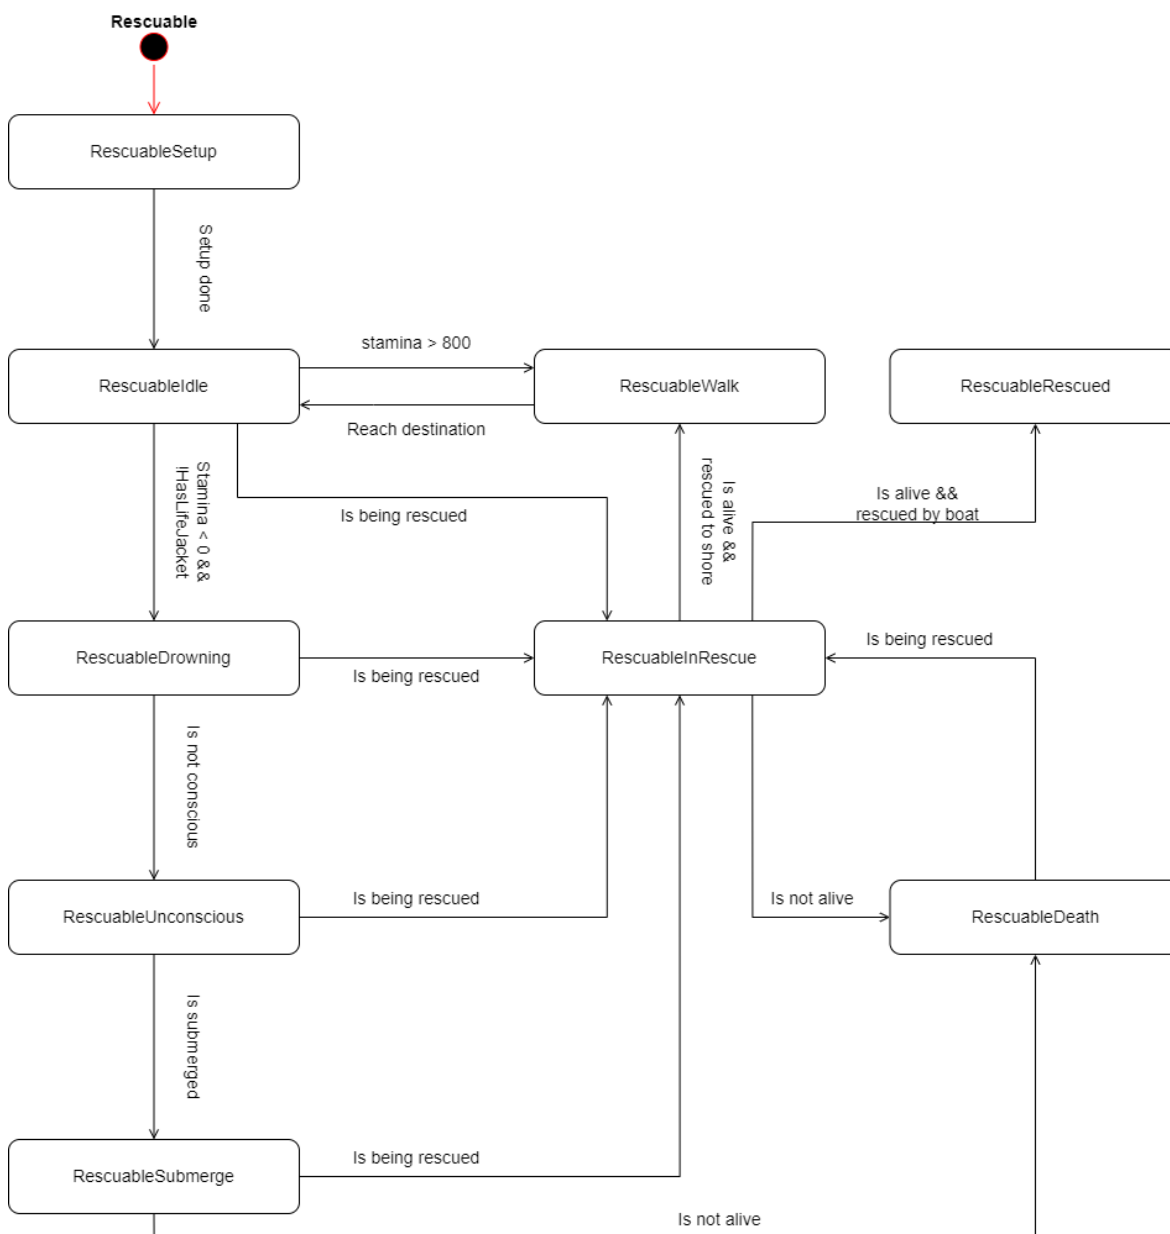 Rescuable
RescuableSetup
Setup done
stamina > 800
RescuableIdle
RescuableWalk
RescuableRescued
Reach destination
Stamina < 0 &&
!HasLifeJacket
Is being rescued
Is alive &&
rescued to shore
Is alive &&
rescued by boat
RescuableDrowning
Is being rescued
RescuableInRescue
Is being rescued
Is not conscious
RescuableUnconscious
Is being rescued
Is not alive
RescuableDeath
Is submerged
RescuableSubmerge
Is being rescued
Is not alive